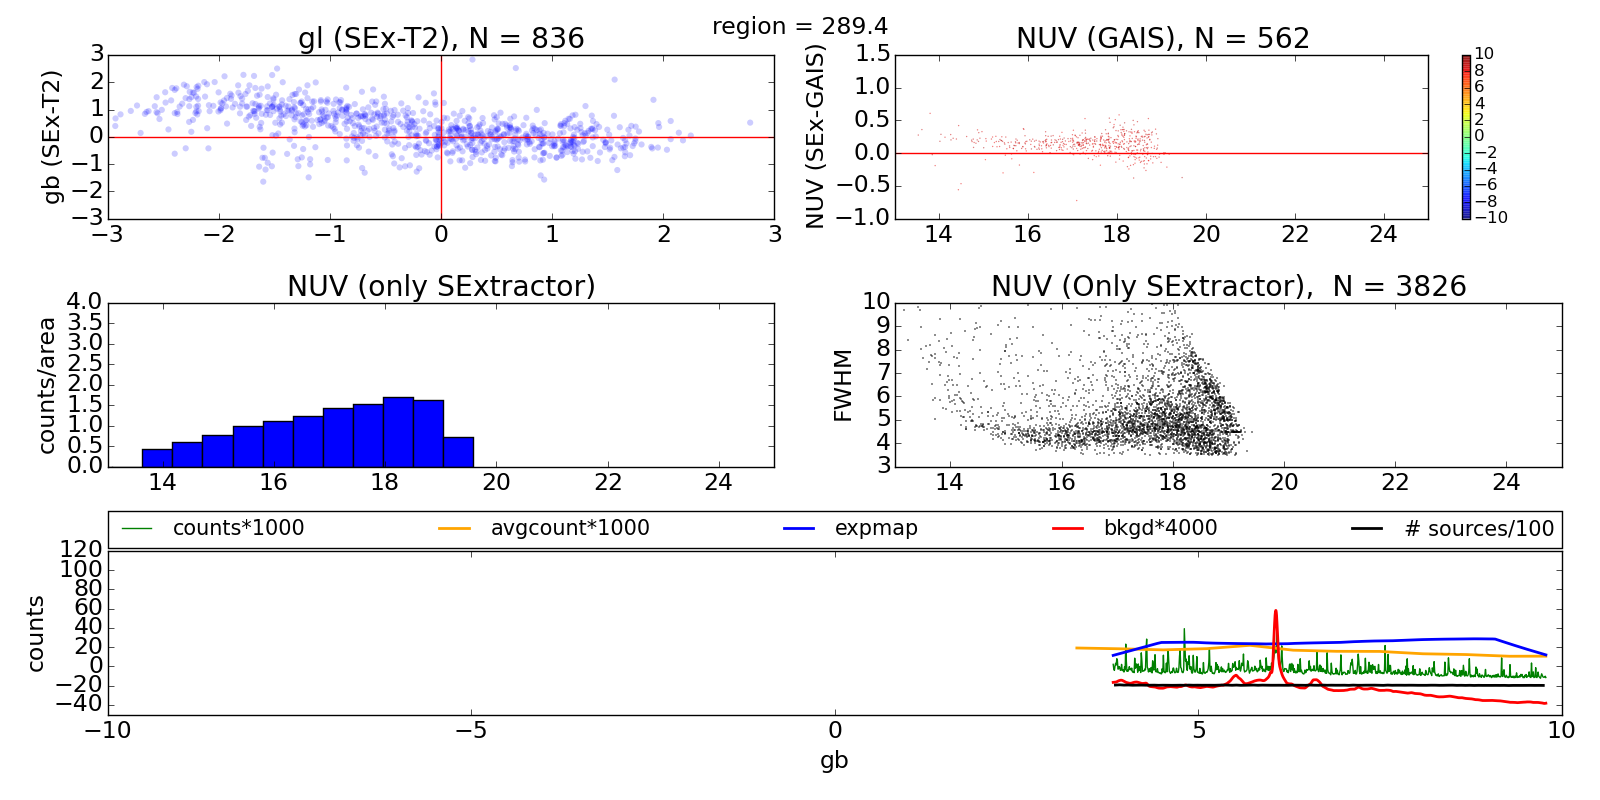 region = 289.4
gl (SEx-T2), N = 836
NUV (GAIS), N = 562
gb (SEx-T2)
3
2
1
0
−1
−2
−3
−3 −2 −1 0 1 2 3
NUV (SEx-GAIS)
1.5
1.0
0.5
0.0
−0.5
−1.0
14 16 18 20 22 24
10
8
6
4
2
0
−2
−4
−6
−8
−10
NUV (only SExtractor)
NUV (Only SExtractor),  N = 3826
counts/area
4.0
3.5
3.0
2.5
2.0
1.5
1.0
0.5
0.0
14 16 18 20 22 24
FWHM
10
9
8
7
6
5
4
3
14 16 18 20 22 24
counts*1000 avgcount*1000 expmap bkgd*4000 # sources/100
counts
120
100
80
60
40
20
0
−20
−40
−10 −5 0 5 10
gb